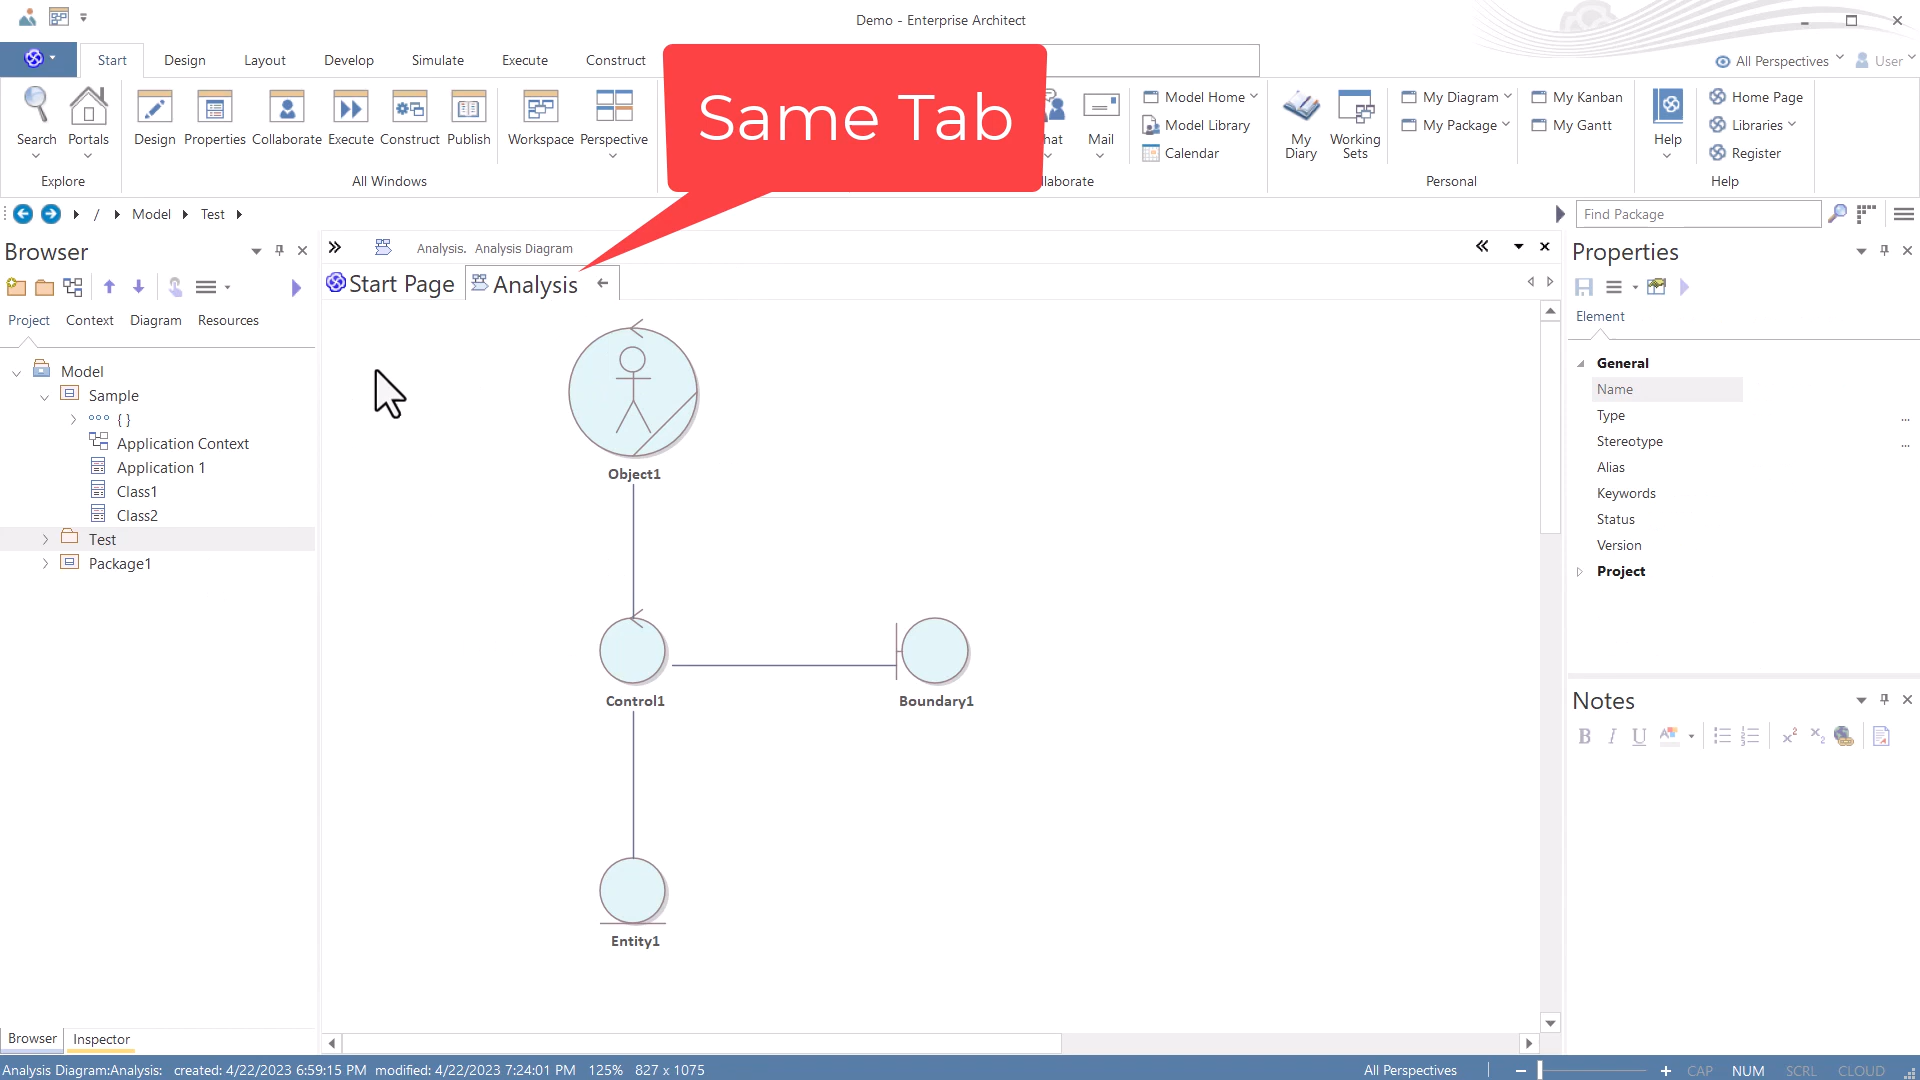 Demo - Enterprise Architect
Start Design Layout Develop Simulate Execute Construct
All Perspectives User
Same Tab
Search Portals
Explore
Design Properties Collaborate Execute Construct Publish
All Windows
Workspace Perspective
hat Mail
Model Home
Model Library
Calendar
llaborate
My Diary
Working Sets
My Diagram
My Package
My Kanban
My Gantt
Personal
Help
Home Page
Libraries
Register
Help
/ Model Test
Find Package
Browser
Project Context Diagram Resources
Model
Sample
{ }
Application Context
Application 1
Class1
Class2
Test
Package1
Browser Inspector
Analysis. Analysis Diagram
Start Page Analysis
Object1
Control1
Boundary1
Entity1
Properties
Element
General
Name
Type ...
Stereotype ...
Alias
Keywords
Status
Version
Project
Notes
B I U
Analysis Diagram:Analysis: created: 4/22/2023 6:59:15 PM modified: 4/22/2023 7:24:01 PM 125% 827 x 1075
All Perspectives CAP NUM SCRL CLOUD